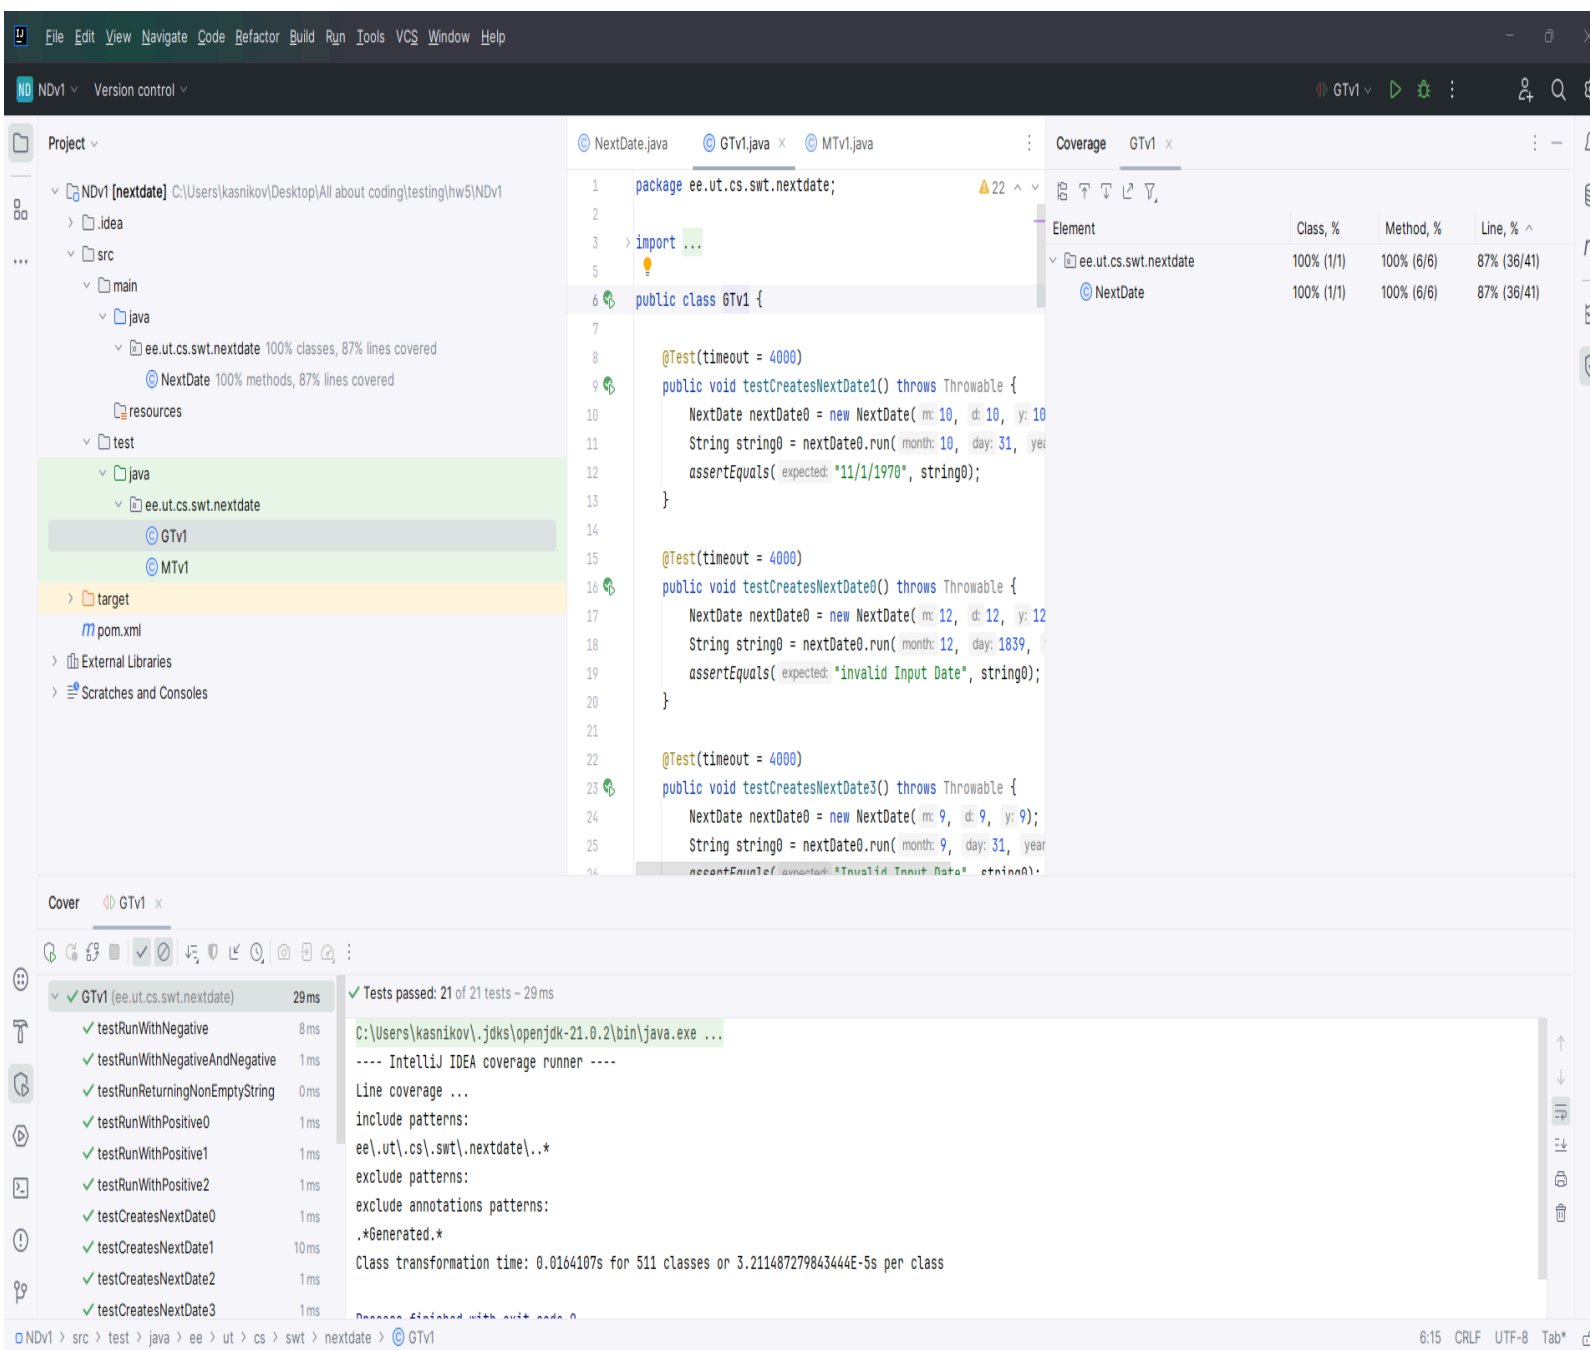 File Edit View Navigate Code Refactor Build Run Tools VCS Window Help
ND NDv1 Version control GTv1
Project
NDv1 [nextdate] C:\Users\kasnikov\Desktop\All about coding\testing\hw5\NDv1
.idea
src
main
java
ee.ut.cs.swt.nextdate 100% classes, 87% lines covered
NextDate 100% methods, 87% lines covered
resources
test
java
ee.ut.cs.swt.nextdate
GTv1
MTv1
target
pom.xml
External Libraries
Scratches and Consoles
NextDate.java GTv1.java MTv1.java
22
1 package ee.ut.cs.swt.nextdate;
2
3 import ...
5
6 public class GTv1 {
7
8 @Test(timeout = 4000)
9 public void testCreatesNextDate1() throws Throwable {
10 NextDate nextDate0 = new NextDate( m: 10, d: 10, y: 10
11 String string0 = nextDate0.run( month: 10, day: 31, yea
12 assertEquals( expected: "11/1/1970", string0);
13 }
14
15 @Test(timeout = 4000)
16 public void testCreatesNextDate0() throws Throwable {
17 NextDate nextDate0 = new NextDate( m: 12, d: 12, y: 12
18 String string0 = nextDate0.run( month: 12, day: 1839,
19 assertEquals( expected: "invalid Input Date", string0);
20 }
21
22 @Test(timeout = 4000)
23 public void testCreatesNextDate3() throws Throwable {
24 NextDate nextDate0 = new NextDate( m: 9, d: 9, y: 9);
25 String string0 = nextDate0.run( month: 9, day: 31, year
26 assertEquals( expected: "Invalid Input Date", string0);
Coverage GTv1
Element Class, % Method, % Line, %
ee.ut.cs.swt.nextdate 100% (1/1) 100% (6/6) 87% (36/41)
NextDate 100% (1/1) 100% (6/6) 87% (36/41)
Cover GTv1
GTv1 (ee.ut.cs.swt.nextdate) 29 ms
testRunWithNegative 8 ms
testRunWithNegativeAndNegative 1 ms
testRunReturningNonEmptyString 0 ms
testRunWithPositive0 1 ms
testRunWithPositive1 1 ms
testRunWithPositive2 1 ms
testCreatesNextDate0 1 ms
testCreatesNextDate1 10 ms
testCreatesNextDate2 1 ms
testCreatesNextDate3 1 ms
Tests passed: 21 of 21 tests – 29 ms
C:\Users\kasnikov\.jdks\openjdk-21.0.2\bin\java.exe ...
---- IntelliJ IDEA coverage runner ----
Line coverage ...
include patterns:
ee\.ut\.cs\.swt\.nextdate\..*
exclude patterns:
exclude annotations patterns:
.*Generated.*
Class transformation time: 0.0164107s for 511 classes or 3.211487279843444E-5s per class
Process finished with exit code 0
NDv1 > src > test > java > ee > ut > cs > swt > nextdate > GTv1
6:15 CRLF UTF-8 Tab*